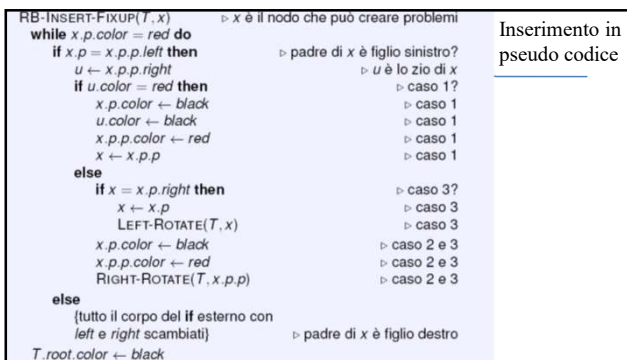 RB-INSERT-FIXUP(T, x) ▷ x è il nodo che può creare problemi
while x.p.color = red do
if x.p = x.p.p.left then ▷ padre di x è figlio sinistro?
u ← x.p.p.right ▷ u è lo zio di x
if u.color = red then ▷ caso 1?
x.p.color ← black ▷ caso 1
u.color ← black ▷ caso 1
x.p.p.color ← red ▷ caso 1
x ← x.p.p ▷ caso 1
else
if x = x.p.right then ▷ caso 3?
x ← x.p ▷ caso 3
LEFT-ROTATE(T, x) ▷ caso 3
x.p.color ← black ▷ caso 2 e 3
x.p.p.color ← red ▷ caso 2 e 3
RIGHT-ROTATE(T, x.p.p) ▷ caso 2 e 3
else
{tutto il corpo del if esterno con
left e right scambiati} ▷ padre di x è figlio destro
T.root.color ← black
Inserimento in
pseudo codice